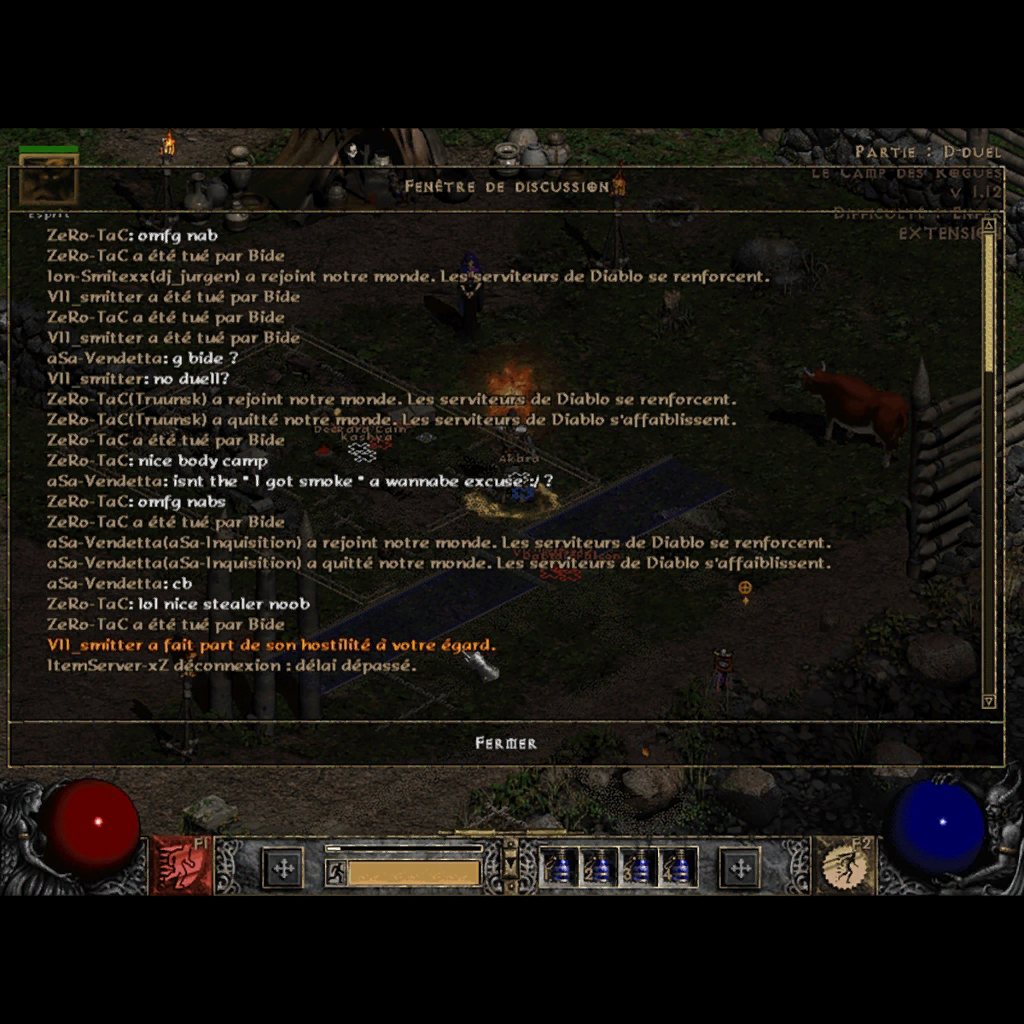 PARTIE : D-DUEL
FENÊTRE DE DISCUSSION
LE CAMP DES ROGUES
V 1.12
DIFFICULTÉ : ENFER
EXTENSION
Esprit
ZeRo-TaC: omfg nab
ZeRo-TaC a été tué par Bide
Ion-Smitexx(dj_jurgen) a rejoint notre monde. Les serviteurs de Diablo se renforcent.
VII_smitter a été tué par Bide
ZeRo-TaC a été tué par Bide
VII_smitter a été tué par Bide
aSa-Vendetta: g bide ?
VII_smitter: no duell?
ZeRo-TaC(Truunsk) a rejoint notre monde. Les serviteurs de Diablo se renforcent.
ZeRo-TaC(Truunsk) a quitté notre monde. Les serviteurs de Diablo s'affaiblissent.
ZeRo-TaC a été tué par Bide
Deckard Cain
Kashya
ZeRo-TaC: nice body camp
Akara
aSa-Vendetta: isnt the " I got smoke " a wannabe excuse :/ ?
ZeRo-TaC: omfg nabs
ZeRo-TaC a été tué par Bide
aSa-Vendetta(aSa-Inquisition) a rejoint notre monde. Les serviteurs de Diablo se renforcent.
aSa-Vendetta(aSa-Inquisition) a quitté notre monde. Les serviteurs de Diablo s'affaiblissent.
aSa-Vendetta: cb
ZeRo-TaC: lol nice stealer noob
ZeRo-TaC a été tué par Bide
VII_smitter a fait part de son hostilité à votre égard.
ItemServer-xZ déconnexion : délai dépassé.
FERMER
F1
F2
1 2 3 4